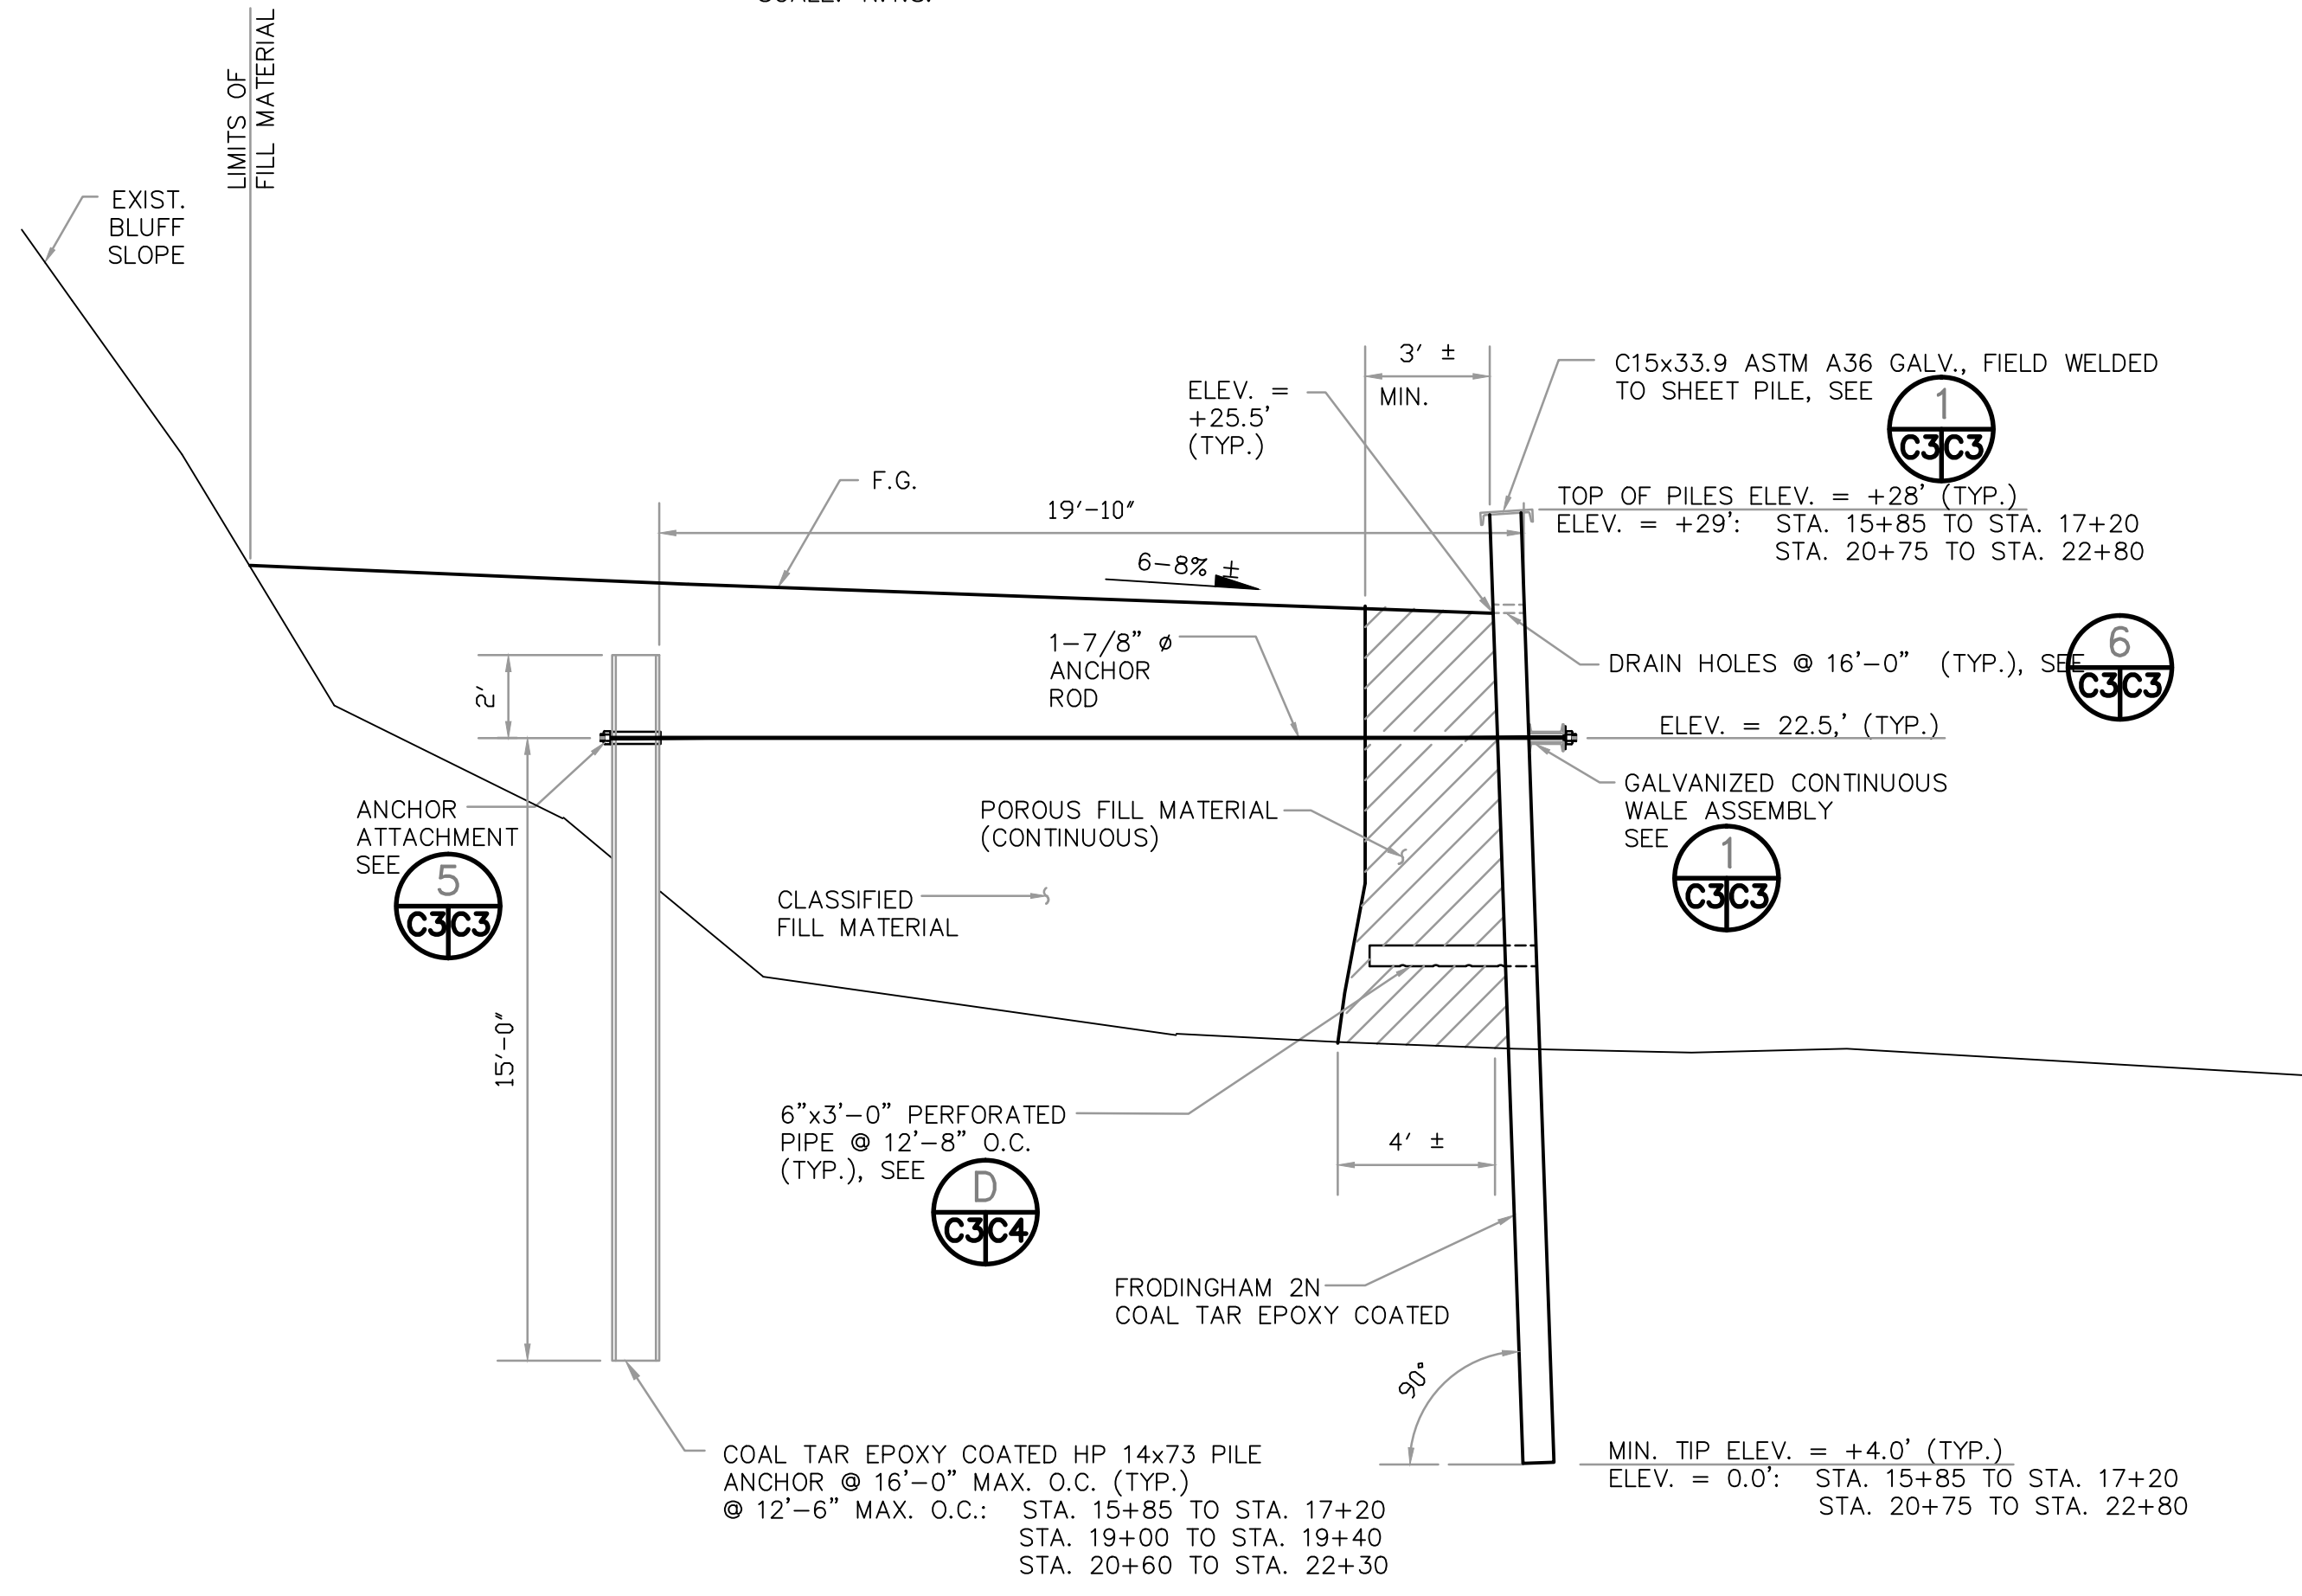 LIMITS OF
FILL MATERIAL
EXIST.
BLUFF
SLOPE
3' ±
MIN.
ELEV. =
+25.5'
(TYP.)
C15x33.9 ASTM A36 GALV., FIELD WELDED
TO SHEET PILE, SEE
1
C3 C3
F.G.
19'-10"
6-8% ±
TOP OF PILES ELEV. = +28' (TYP.)
ELEV. = +29': STA. 15+85 TO STA. 17+20
STA. 20+75 TO STA. 22+80
2'
1-7/8" ø
ANCHOR
ROD
DRAIN HOLES @ 16'-0" (TYP.), SEE
6
C3 C3
ELEV. = 22.5,' (TYP.)
ANCHOR
ATTACHMENT
SEE
5
C3 C3
POROUS FILL MATERIAL
(CONTINUOUS)
GALVANIZED CONTINUOUS
WALE ASSEMBLY
SEE
1
C3 C3
CLASSIFIED
FILL MATERIAL
15'-0"
6"x3'-0" PERFORATED
PIPE @ 12'-8" O.C.
(TYP.), SEE
D
C3 C4
4' ±
FRODINGHAM 2N
COAL TAR EPOXY COATED
90°
COAL TAR EPOXY COATED HP 14x73 PILE
ANCHOR @ 16'-0" MAX. O.C. (TYP.)
@ 12'-6" MAX. O.C.: STA. 15+85 TO STA. 17+20
STA. 19+00 TO STA. 19+40
STA. 20+60 TO STA. 22+30
MIN. TIP ELEV. = +4.0' (TYP.)
ELEV. = 0.0': STA. 15+85 TO STA. 17+20
STA. 20+75 TO STA. 22+80